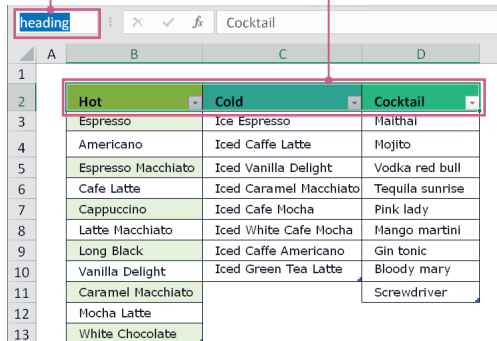 heading fx Cocktail
A B C D
1
2 Hot Cold Cocktail
3 Espresso Ice Espresso Maithai
4 Americano Iced Caffe Latte Mojito
5 Espresso Macchiato Iced Vanilla Delight Vodka red bull
6 Cafe Latte Iced Caramel Macchiato Tequila sunrise
7 Cappuccino Iced Cafe Mocha Pink lady
8 Latte Macchiato Iced White Cafe Mocha Mango martini
9 Long Black Iced Caffe Americano Gin tonic
10 Vanilla Delight Iced Green Tea Latte Bloody mary
11 Caramel Macchiato Screwdriver
12 Mocha Latte
13 White Chocolate